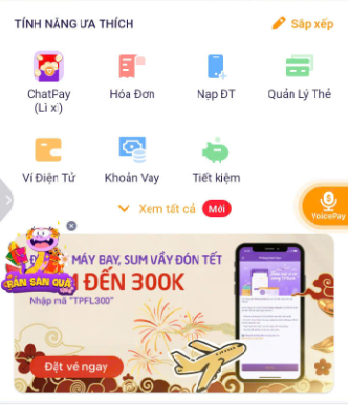 TÍNH NĂNG ƯA THÍCH
Sắp xếp
ChatPay
(Lì xì)
Hóa Đơn
Nạp ĐT
Quản Lý Thẻ
Ví Điện Tử
Khoản Vay
Tiết kiệm
Xem tất cả
Mới
VoicePay
MÁY BAY, SUM VẦY ĐÓN TẾT
ĐẾN 300K
Nhập mã "TPFL300"
RẮN SĂN QUÀ
Đặt vé ngay